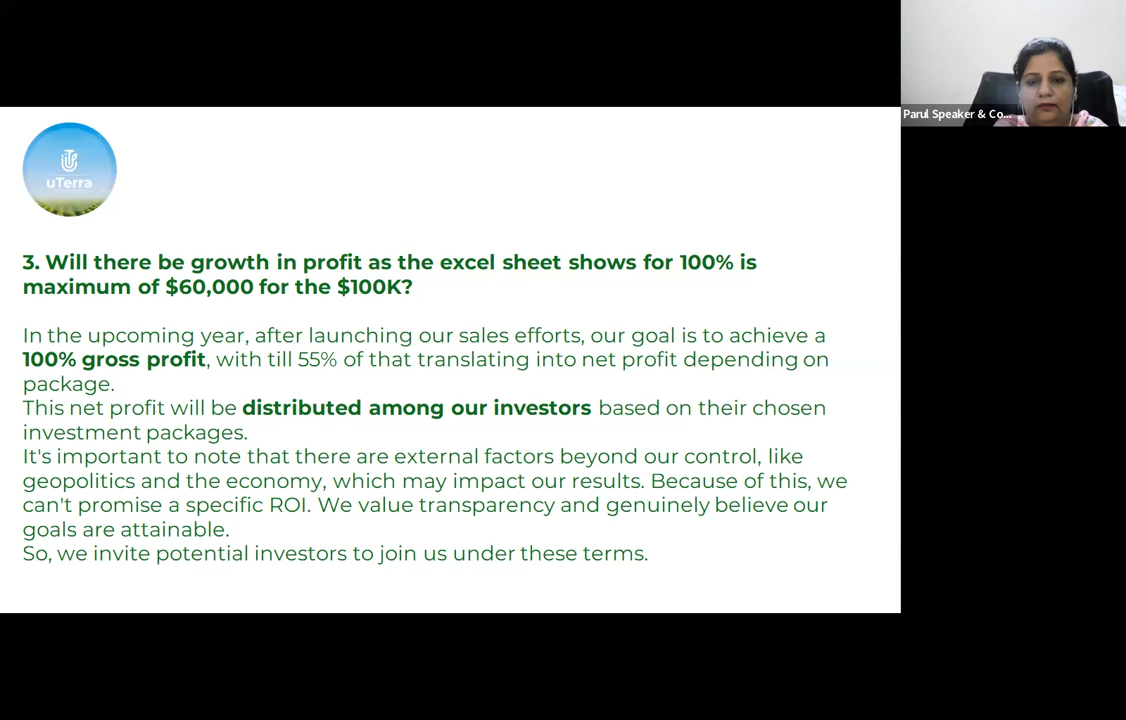 Parul Speaker & Co...
uTerra
3. Will there be growth in profit as the excel sheet shows for 100% is
maximum of $60,000 for the $100K?
In the upcoming year, after launching our sales efforts, our goal is to achieve a
100% gross profit, with till 55% of that translating into net profit depending on
package.
This net profit will be distributed among our investors based on their chosen
investment packages.
It's important to note that there are external factors beyond our control, like
geopolitics and the economy, which may impact our results. Because of this, we
can't promise a specific ROI. We value transparency and genuinely believe our
goals are attainable.
So, we invite potential investors to join us under these terms.